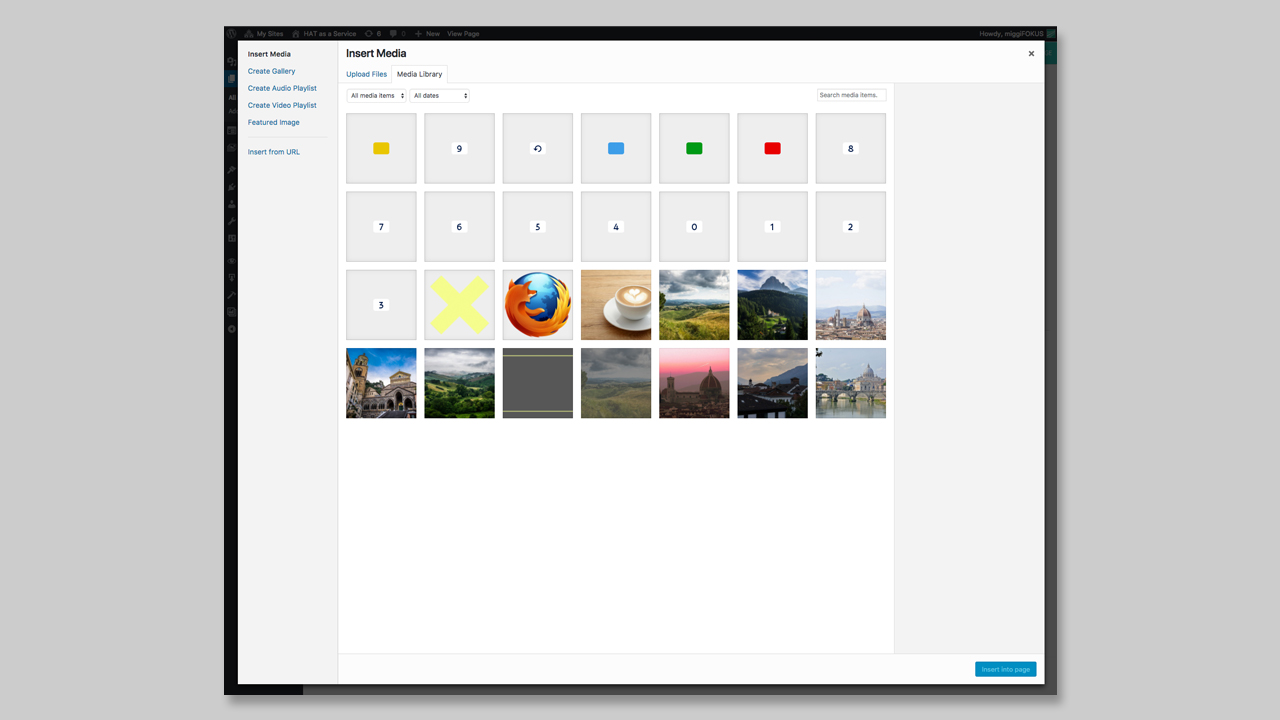 My Sites HAT as a Service 8 0 New View Page Howdy, miggiFOKUS
Insert Media
Create Gallery
Create Audio Playlist
Create Video Playlist
Featured Image
Insert from URL
Insert Media
Upload Files Media Library
All media items All dates Search media items.
9 8
7 6 5 4 0 1 2
3
Insert into page